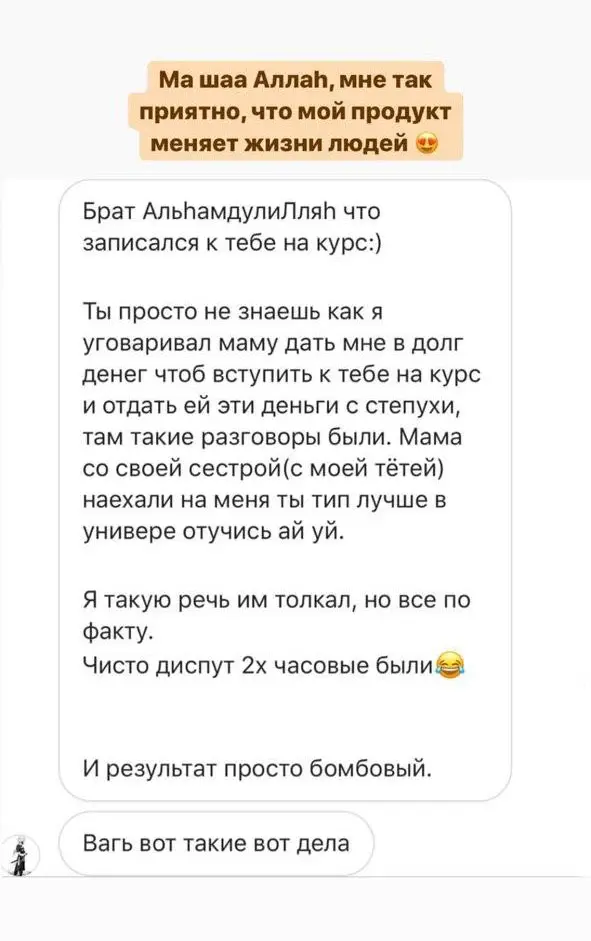 Ма шаа Аллаһ, мне так
приятно, что мой продукт
меняет жизни людей 😍
Брат АльһамдулиЛляһ что
записался к тебе на курс:)
Ты просто не знаешь как я
уговаривал маму дать мне в долг
денег чтоб вступить к тебе на курс
и отдать ей эти деньги с степухи,
там такие разговоры были. Мама
со своей сестрой(с моей тётей)
наехали на меня ты тип лучше в
универе отучись ай уй.
Я такую речь им толкал, но все по
факту.
Чисто диспут 2х часовые были😂
И результат просто бомбовый.
Вагь вот такие вот дела